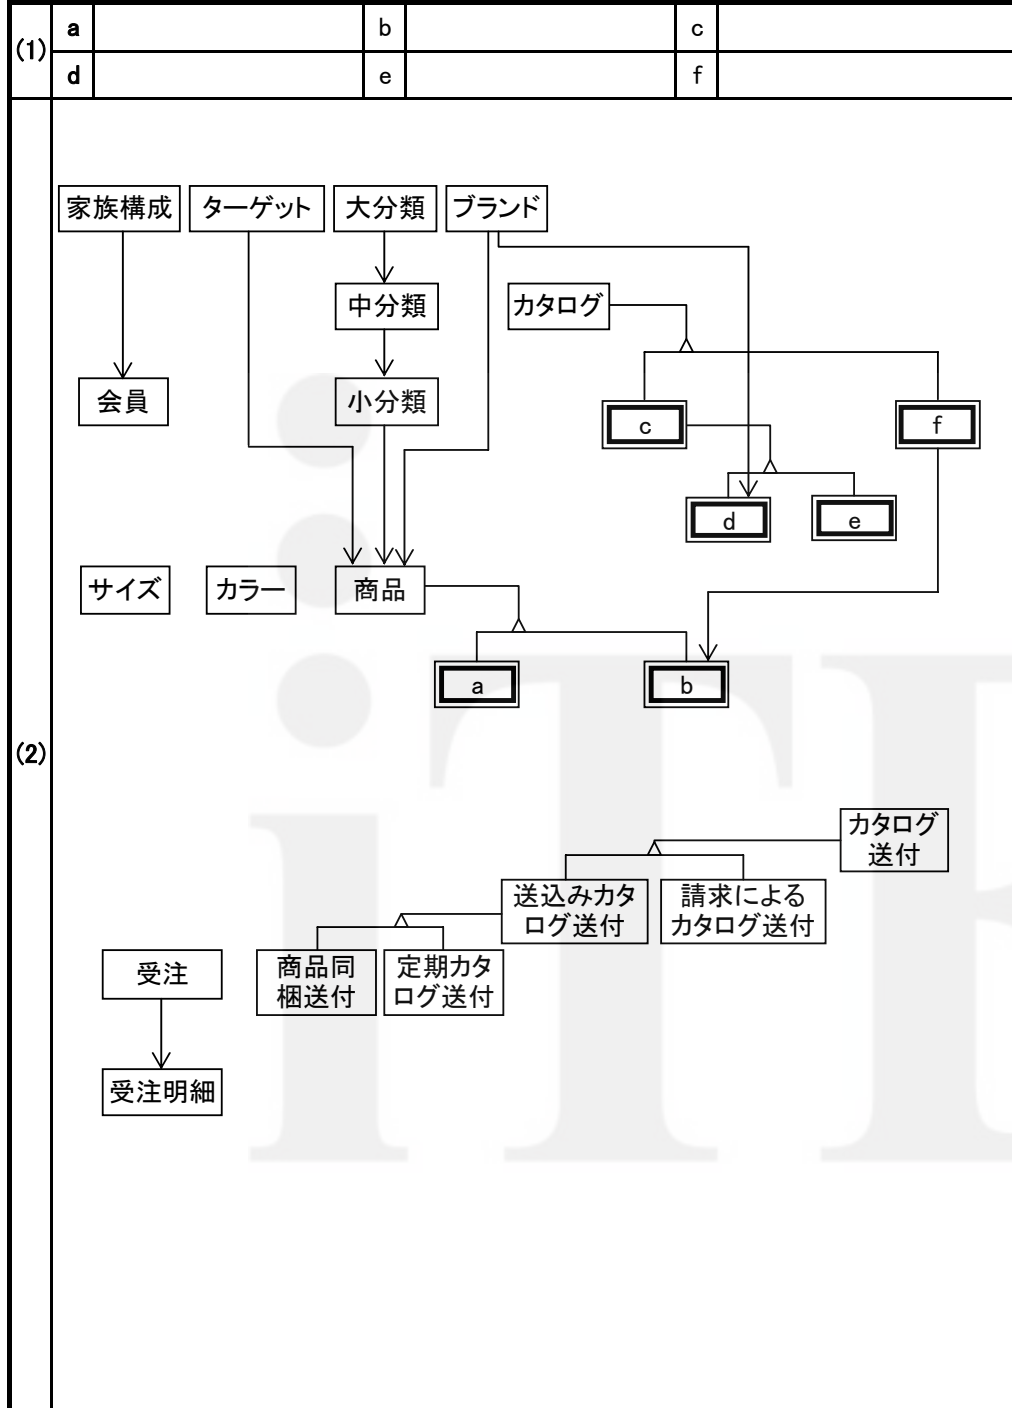 (1)
a
b
c
d
e
f
家族構成
ターゲット
大分類
ブランド
中分類
カタログ
会員
小分類
c
f
d
e
サイズ
カラー
商品
a
b
(2)
カタログ
送付
送込みカタ
ログ送付
請求による
カタログ送付
受注
商品同
梱送付
定期カタ
ログ送付
受注明細
iTE